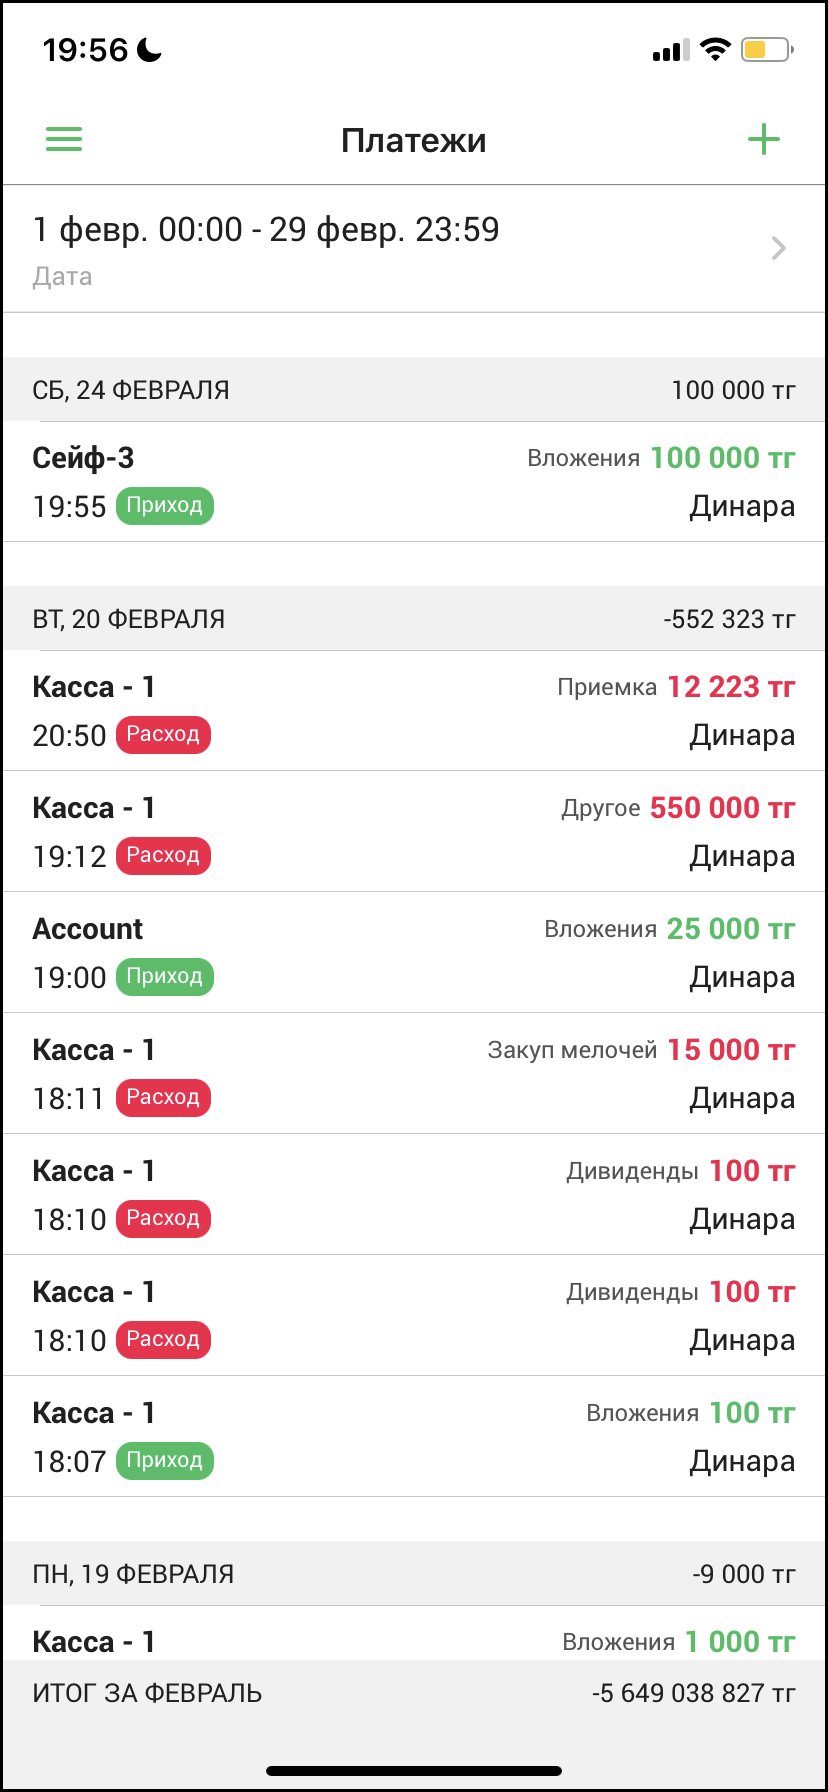 19:56
Платежи
1 февр. 00:00 - 29 февр. 23:59
Дата
СБ, 24 ФЕВРАЛЯ 100 000 тг
Сейф-3 Вложения 100 000 тг
19:55 Приход Динара
ВТ, 20 ФЕВРАЛЯ -552 323 тг
Касса - 1 Приемка 12 223 тг
20:50 Расход Динара
Касса - 1 Другое 550 000 тг
19:12 Расход Динара
Account Вложения 25 000 тг
19:00 Приход Динара
Касса - 1 Закуп мелочей 15 000 тг
18:11 Расход Динара
Касса - 1 Дивиденды 100 тг
18:10 Расход Динара
Касса - 1 Дивиденды 100 тг
18:10 Расход Динара
Касса - 1 Вложения 100 тг
18:07 Приход Динара
ПН, 19 ФЕВРАЛЯ -9 000 тг
Касса - 1 Вложения 1 000 тг
ИТОГ ЗА ФЕВРАЛЬ -5 649 038 827 тг